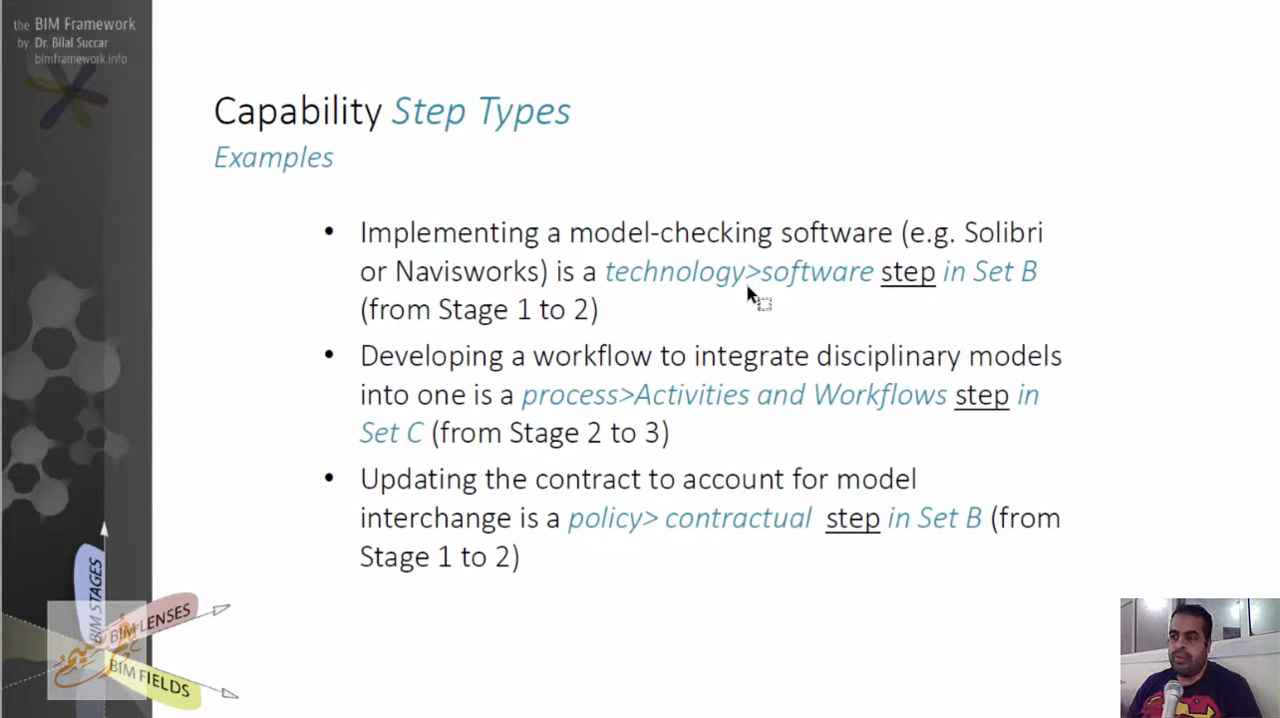 the BIM Framework
by Dr. Bilal Succar
bimframework.info
Capability Step Types
Examples
• Implementing a model-checking software (e.g. Solibri
or Navisworks) is a technology>software step in Set B
(from Stage 1 to 2)
• Developing a workflow to integrate disciplinary models
into one is a process>Activities and Workflows step in
Set C (from Stage 2 to 3)
• Updating the contract to account for model
interchange is a policy> contractual step in Set B (from
Stage 1 to 2)
BIM STAGES
BIM LENSES
BIM FIELDS